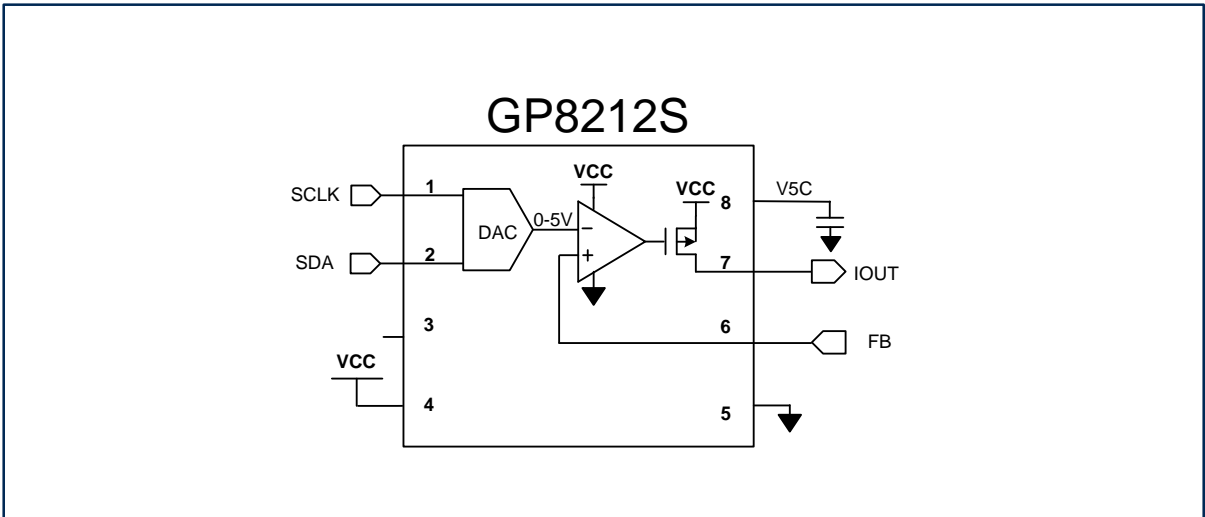 GP8212S
SCLK
1
SDA
2
3
VCC
4
DAC
0-5V
VCC
−
+
VCC
8
V5C
7
IOUT
6
FB
5